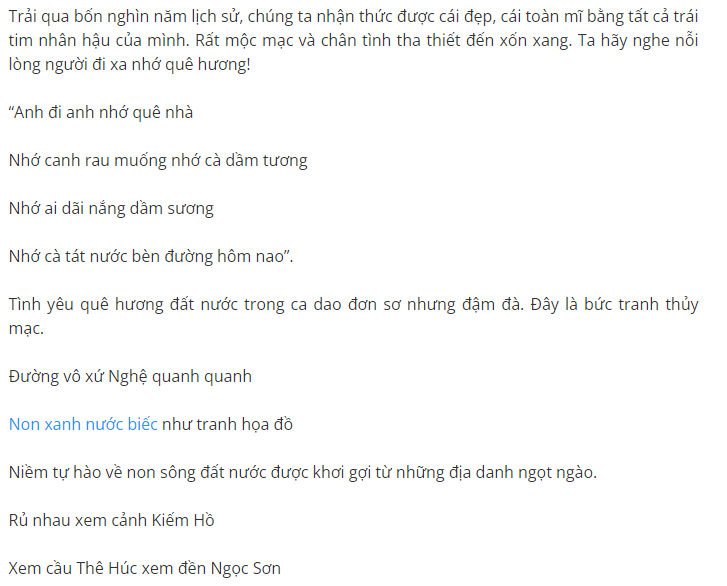 Trải qua bốn nghìn năm lịch sử, chúng ta nhận thức được cái đẹp, cái toàn mĩ bằng tất cả trái
tim nhân hậu của mình. Rất mộc mạc và chân tình tha thiết đến xốn xang. Ta hãy nghe nỗi
lòng người đi xa nhớ quê hương!
“Anh đi anh nhớ quê nhà
Nhớ canh rau muống nhớ cà dầm tương
Nhớ ai dãi nắng dầm sương
Nhớ cà tát nước bèn đường hôm nao”.
Tình yêu quê hương đất nước trong ca dao đơn sơ nhưng đậm đà. Đây là bức tranh thủy
mạc.
Đường vô xứ Nghệ quanh quanh
Non xanh nước biếc như tranh họa đồ
Niềm tự hào về non sông đất nước được khơi gợi từ những địa danh ngọt ngào.
Rủ nhau xem cảnh Kiếm Hồ
Xem cầu Thê Húc xem đền Ngọc Sơn